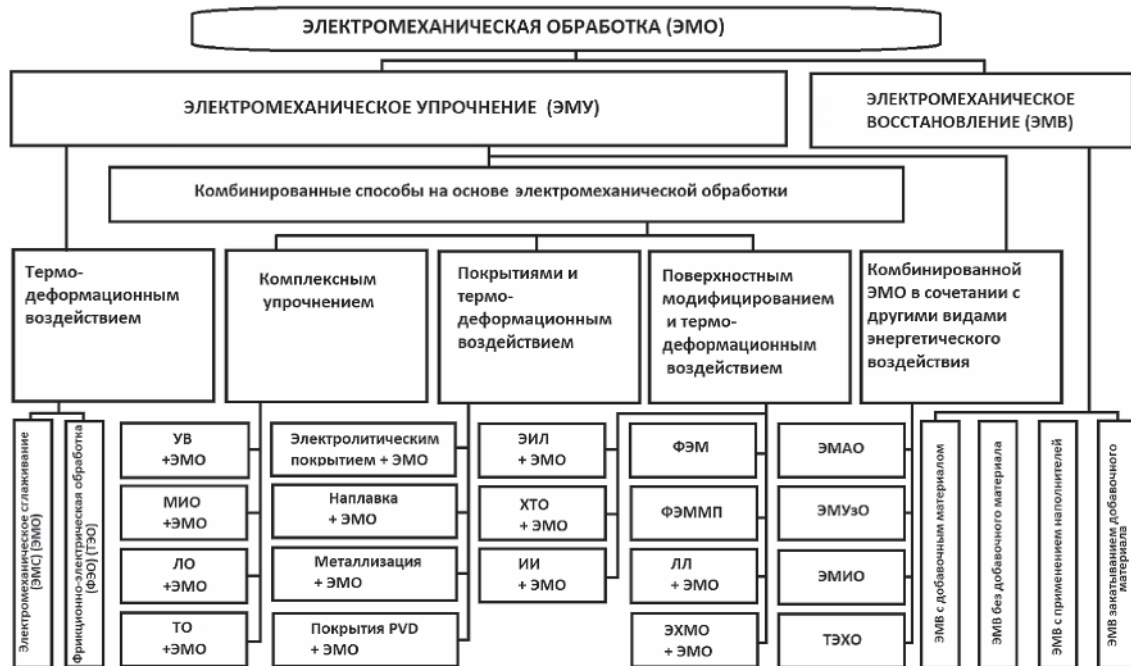 ЭЛЕКТРОМЕХАНИЧЕСКАЯ ОБРАБОТКА (ЭМО)
ЭЛЕКТРОМЕХАНИЧЕСКОЕ УПРОЧНЕНИЕ (ЭМУ)
ЭЛЕКТРОМЕХАНИЧЕСКОЕ
ВОССТАНОВЛЕНИЕ (ЭМВ)
Комбинированные способы на основе электромеханической обработки
Термо-
деформационным
воздействием
Комплексным
упрочнением
Покрытиями и
термо-
деформационным
воздействием
Поверхностным
модифицированием
и термо-
деформационным
воздействием
Комбинированной
ЭМО в сочетании с
другими видами
энергетического
воздействия
Электромеханическое сглаживание
(ЭМС) (ЭМО)
Фрикционно-электрическая обработка
(ФЭО) (ТЭО)
УВ
+ЭМО
МИО
+ЭМО
ЛО
+ЭМО
ТО
+ЭМО
Электролитическим
покрытием + ЭМО
Наплавка
+ ЭМО
Металлизация
+ ЭМО
Покрытия PVD
+ ЭМО
ЭИЛ
+ ЭМО
ХТО
+ ЭМО
ИИ
+ ЭМО
ФЭМ
ФЭММП
ЛЛ
+ ЭМО
ЭХМО
+ ЭМО
ЭМАО
ЭМУзО
ЭМИО
ТЭХО
ЭМВ с добавочным материалом
ЭМВ без добавочного материала
ЭМВ с применением наполнителей
ЭМВ закатыванием добавочного
материала